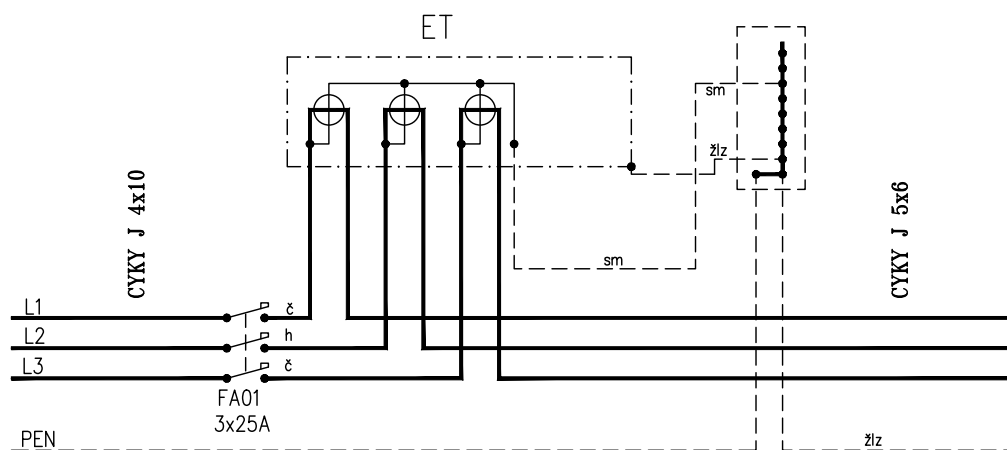 ET
sm
žlz
CYKY J 4x10
CYKY J 5x6
sm
L1
č
L2
h
L3
č
FA01
3x25A
PEN
žlz